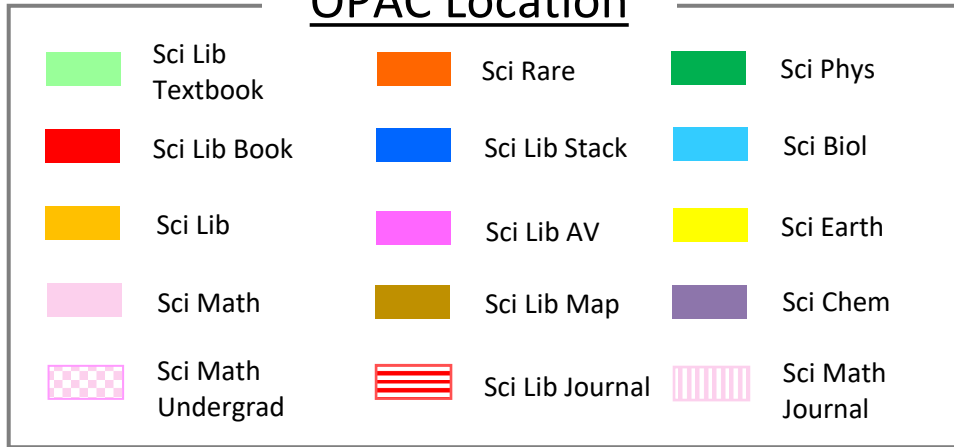 OPAC Location
Sci Lib
Textbook
Sci Rare
Sci Phys
Sci Lib Book
Sci Lib Stack
Sci Biol
Sci Lib
Sci Lib AV
Sci Earth
Sci Math
Sci Lib Map
Sci Chem
Sci Math
Undergrad
Sci Lib Journal
Sci Math
Journal